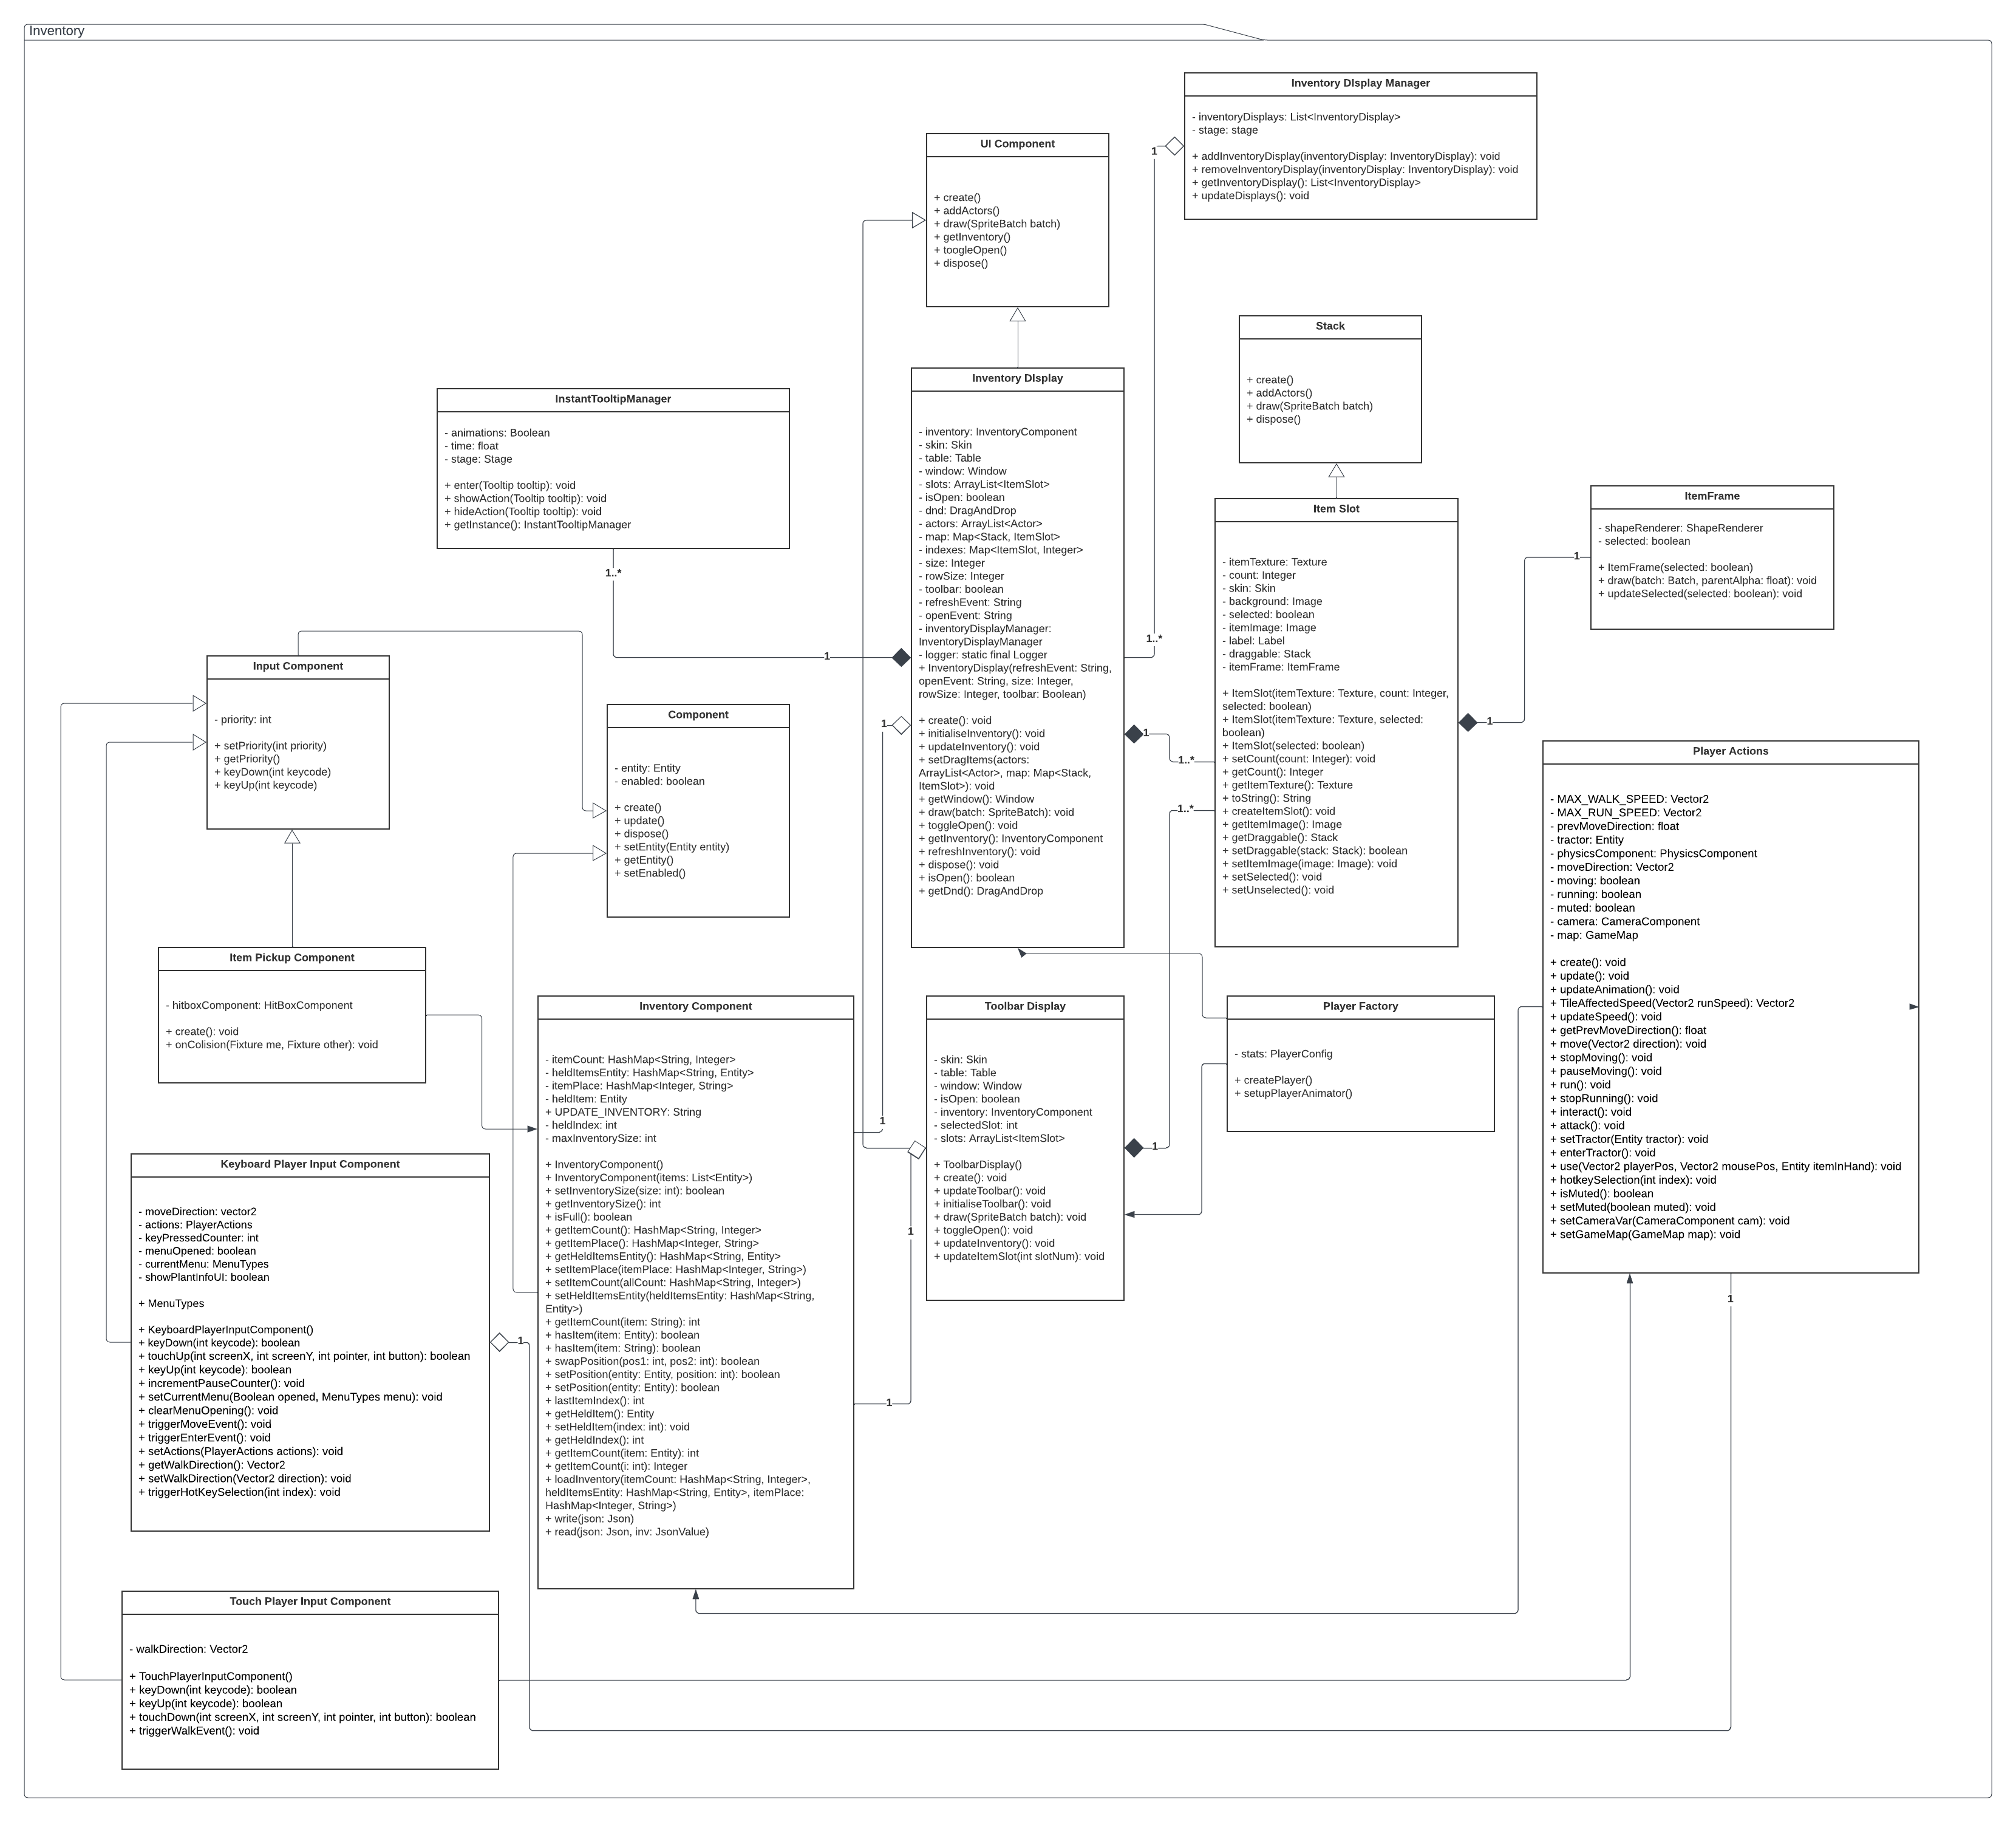 Inventory
Inventory DIsplay Manager
- inventoryDisplays: List<InventoryDisplay>
- stage: stage
+ addInventoryDisplay(inventoryDisplay: InventoryDisplay): void
+ removeInventoryDisplay(inventoryDisplay: InventoryDisplay): void
+ getInventoryDisplay(): List<InventoryDisplay>
+ updateDisplays(): void
1
UI Component
+ create()
+ addActors()
+ draw(SpriteBatch batch)
+ getInventory()
+ toogleOpen()
+ dispose()
Stack
+ create()
+ addActors()
+ draw(SpriteBatch batch)
+ dispose()
InstantTooltipManager
- animations: Boolean
- time: float
- stage: Stage
+ enter(Tooltip tooltip): void
+ showAction(Tooltip tooltip): void
+ hideAction(Tooltip tooltip): void
+ getInstance(): InstantTooltipManager
1..*
1
Inventory DIsplay
- inventory: InventoryComponent
- skin: Skin
- table: Table
- window: Window
- slots: ArrayList<ItemSlot>
- isOpen: boolean
- dnd: DragAndDrop
- actors: ArrayList<Actor>
- map: Map<Stack, ItemSlot>
- indexes: Map<ItemSlot, Integer>
- size: Integer
- rowSize: Integer
- toolbar: boolean
- refreshEvent: String
- openEvent: String
- inventoryDisplayManager:
InventoryDisplayManager
- logger: static final Logger
+ InventoryDisplay(refreshEvent: String,
openEvent: String, size: Integer,
rowSize: Integer, toolbar: Boolean)
+ create(): void
+ initialiseInventory(): void
+ updateInventory(): void
+ setDragItems(actors:
ArrayList<Actor>, map: Map<Stack,
ItemSlot>): void
+ getWindow(): Window
+ draw(batch: SpriteBatch): void
+ toggleOpen(): void
+ getInventory(): InventoryComponent
+ refreshInventory(): void
+ dispose(): void
+ isOpen(): boolean
+ getDnd(): DragAndDrop
1..*
1
1
1..*
1..*
Item Slot
- itemTexture: Texture
- count: Integer
- skin: Skin
- background: Image
- selected: boolean
- itemImage: Image
- label: Label
- draggable: Stack
- itemFrame: ItemFrame
+ ItemSlot(itemTexture: Texture, count: Integer,
selected: boolean)
+ ItemSlot(itemTexture: Texture, selected:
boolean)
+ ItemSlot(selected: boolean)
+ setCount(count: Integer): void
+ getCount(): Integer
+ getItemTexture(): Texture
+ toString(): String
+ createItemSlot(): void
+ getItemImage(): Image
+ getDraggable(): Stack
+ setDraggable(stack: Stack): boolean
+ setItemImage(image: Image): void
+ setSelected(): void
+ setUnselected(): void
1
1
ItemFrame
- shapeRenderer: ShapeRenderer
- selected: boolean
+ ItemFrame(selected: boolean)
+ draw(batch: Batch, parentAlpha: float): void
+ updateSelected(selected: boolean): void
Input Component
- priority: int
+ setPriority(int priority)
+ getPriority()
+ keyDown(int keycode)
+ keyUp(int keycode)
Component
- entity: Entity
- enabled: boolean
+ create()
+ update()
+ dispose()
+ setEntity(Entity entity)
+ getEntity()
+ setEnabled()
Player Actions
- MAX_WALK_SPEED: Vector2
- MAX_RUN_SPEED: Vector2
- prevMoveDirection: float
- tractor: Entity
- physicsComponent: PhysicsComponent
- moveDirection: Vector2
- moving: boolean
- running: boolean
- muted: boolean
- camera: CameraComponent
- map: GameMap
+ create(): void
+ update(): void
+ updateAnimation(): void
+ TileAffectedSpeed(Vector2 runSpeed): Vector2
+ updateSpeed(): void
+ getPrevMoveDirection(): float
+ move(Vector2 direction): void
+ stopMoving(): void
+ pauseMoving(): void
+ run(): void
+ stopRunning(): void
+ interact(): void
+ attack(): void
+ setTractor(Entity tractor): void
+ enterTractor(): void
+ use(Vector2 playerPos, Vector2 mousePos, Entity itemInHand): void
+ hotkeySelection(int index): void
+ isMuted(): boolean
+ setMuted(boolean muted): void
+ setCameraVar(CameraComponent cam): void
+ setGameMap(GameMap map): void
1
Item Pickup Component
- hitboxComponent: HitBoxComponent
+ create(): void
+ onColision(Fixture me, Fixture other): void
Inventory Component
- itemCount: HashMap<String, Integer>
- heldItemsEntity: HashMap<String, Entity>
- itemPlace: HashMap<Integer, String>
- heldItem: Entity
+ UPDATE_INVENTORY: String
- heldIndex: int
- maxInventorySize: int
+ InventoryComponent()
+ InventoryComponent(items: List<Entity>)
+ setInventorySize(size: int): boolean
+ getInventorySize(): int
+ isFull(): boolean
+ getItemCount(): HashMap<String, Integer>
+ getItemPlace(): HashMap<Integer, String>
+ getHeldItemsEntity(): HashMap<String, Entity>
+ setItemPlace(itemPlace: HashMap<Integer, String>)
+ setItemCount(allCount: HashMap<String, Integer>)
+ setHeldItemsEntity(heldItemsEntity: HashMap<String,
Entity>)
+ getItemCount(item: String): int
+ hasItem(item: Entity): boolean
+ hasItem(item: String): boolean
+ swapPosition(pos1: int, pos2: int): boolean
+ setPosition(entity: Entity, position: int): boolean
+ setPosition(entity: Entity): boolean
+ lastItemIndex(): int
+ getHeldItem(): Entity
+ setHeldItem(index: int): void
+ getHeldIndex(): int
+ getItemCount(item: Entity): int
+ getItemCount(i: int): Integer
+ loadInventory(itemCount: HashMap<String, Integer>,
heldItemsEntity: HashMap<String, Entity>, itemPlace:
HashMap<Integer, String>)
+ write(json: Json)
+ read(json: Json, inv: JsonValue)
1
1
1
Toolbar Display
- skin: Skin
- table: Table
- window: Window
- isOpen: boolean
- inventory: InventoryComponent
- selectedSlot: int
- slots: ArrayList<ItemSlot>
+ ToolbarDisplay()
+ create(): void
+ updateToolbar(): void
+ initialiseToolbar(): void
+ draw(SpriteBatch batch): void
+ toggleOpen(): void
+ updateInventory(): void
+ updateItemSlot(int slotNum): void
1
Player Factory
- stats: PlayerConfig
+ createPlayer()
+ setupPlayerAnimator()
Keyboard Player Input Component
- moveDirection: vector2
- actions: PlayerActions
- keyPressedCounter: int
- menuOpened: boolean
- currentMenu: MenuTypes
- showPlantInfoUI: boolean
+ MenuTypes
+ KeyboardPlayerInputComponent()
+ keyDown(int keycode): boolean
+ touchUp(int screenX, int screenY, int pointer, int button): boolean
+ keyUp(int keycode): boolean
+ incrementPauseCounter(): void
+ setCurrentMenu(Boolean opened, MenuTypes menu): void
+ clearMenuOpening(): void
+ triggerMoveEvent(): void
+ triggerEnterEvent(): void
+ setActions(PlayerActions actions): void
+ getWalkDirection(): Vector2
+ setWalkDirection(Vector2 direction): void
+ triggerHotKeySelection(int index): void
1
Touch Player Input Component
- walkDirection: Vector2
+ TouchPlayerInputComponent()
+ keyDown(int keycode): boolean
+ keyUp(int keycode): boolean
+ touchDown(int screenX, int screenY, int pointer, int button): boolean
+ triggerWalkEvent(): void